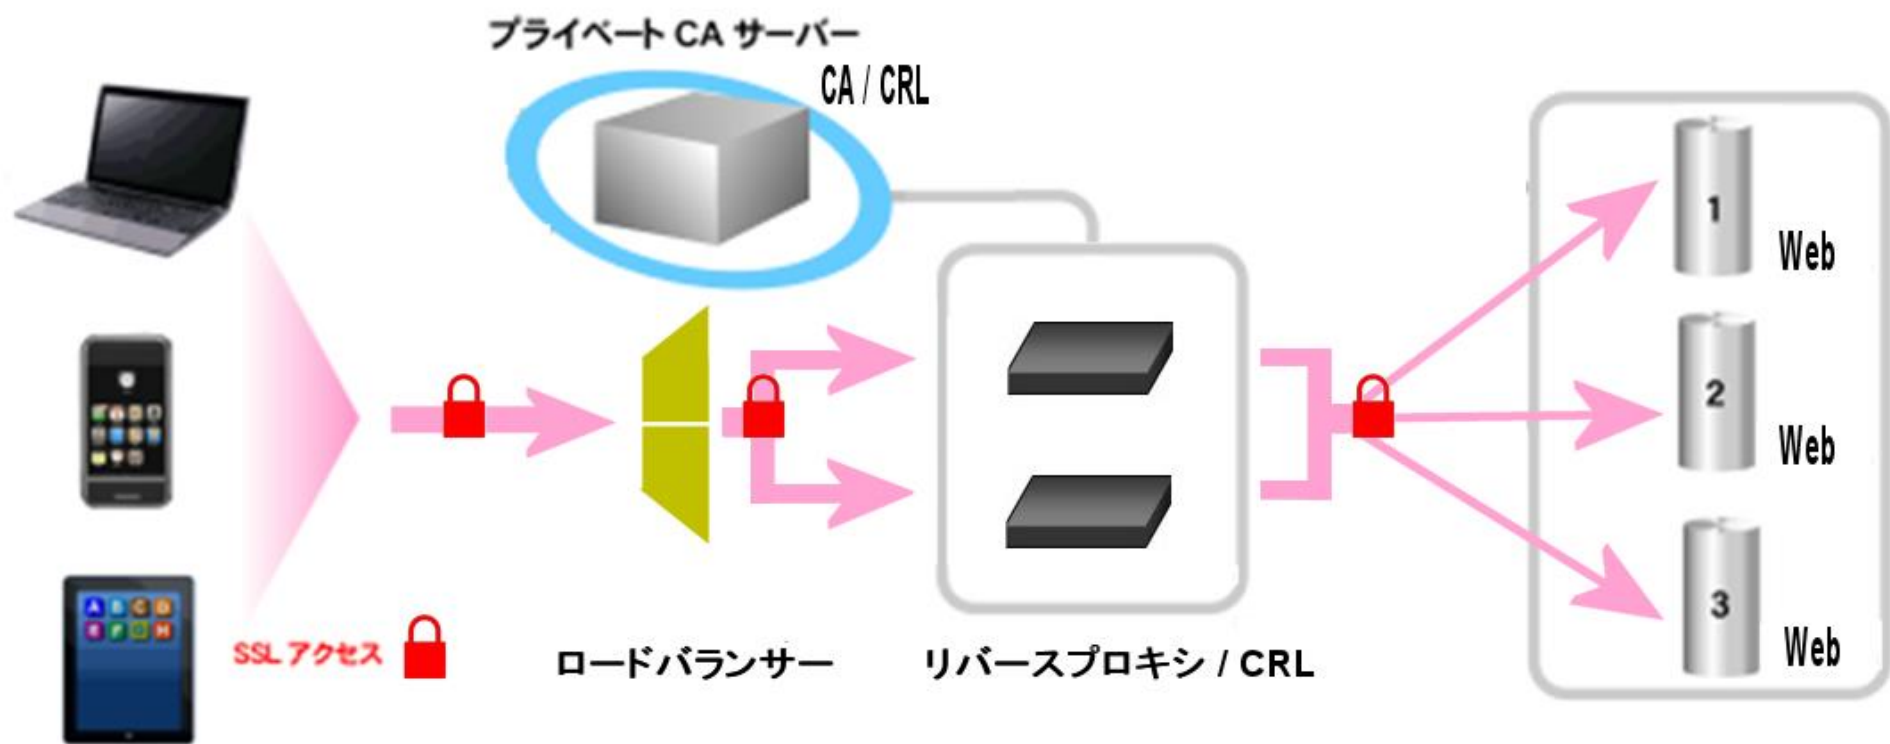 プライベート CA サーバー
CA / CRL
1
Web
2
Web
3
Web
A B C D
SSL アクセス
ロードバランサー
リバースプロキシ / CRL